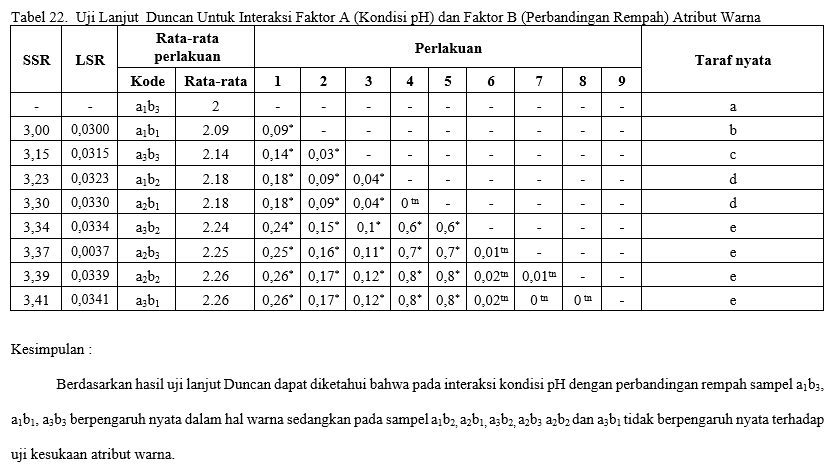 Tabel 22. Uji Lanjut Duncan Untuk Interaksi Faktor A (Kondisi pH) dan Faktor B (Perbandingan Rempah) Atribut Warna
SSR LSR Rata-rata perlakuan Perlakuan Taraf nyata
Kode Rata-rata 1 2 3 4 5 6 7 8 9
- - a₁b₃ 2 - - - - - - - - - a
3,00 0,0300 a₁b₁ 2.09 0,09* - - - - - - - - b
3,15 0,0315 a₃b₃ 2.14 0,14* 0,03* - - - - - - - c
3,23 0,0323 a₁b₂ 2.18 0,18* 0,09* 0,04* - - - - - - d
3,30 0,0330 a₂b₁ 2.18 0,18* 0,09* 0,04* 0 ᵗⁿ - - - - - d
3,34 0,0334 a₃b₂ 2.24 0,24* 0,15* 0,1* 0,6* 0,6* - - - - e
3,37 0,0037 a₂b₃ 2.25 0,25* 0,16* 0,11* 0,7* 0,7* 0,01ᵗⁿ - - - e
3,39 0,0339 a₂b₂ 2.26 0,26* 0,17* 0,12* 0,8* 0,8* 0,02ᵗⁿ 0,01ᵗⁿ - - e
3,41 0,0341 a₃b₁ 2.26 0,26* 0,17* 0,12* 0,8* 0,8* 0,02ᵗⁿ 0 ᵗⁿ 0 ᵗⁿ - e
Kesimpulan :
Berdasarkan hasil uji lanjut Duncan dapat diketahui bahwa pada interaksi kondisi pH dengan perbandingan rempah sampel a₁b₃,
a₁b₁, a₃b₃ berpengaruh nyata dalam hal warna sedangkan pada sampel a₁b₂, a₂b₁, a₃b₂, a₂b₃ a₂b₂ dan a₃b₁ tidak berpengaruh nyata terhadap
uji kesukaan atribut warna.